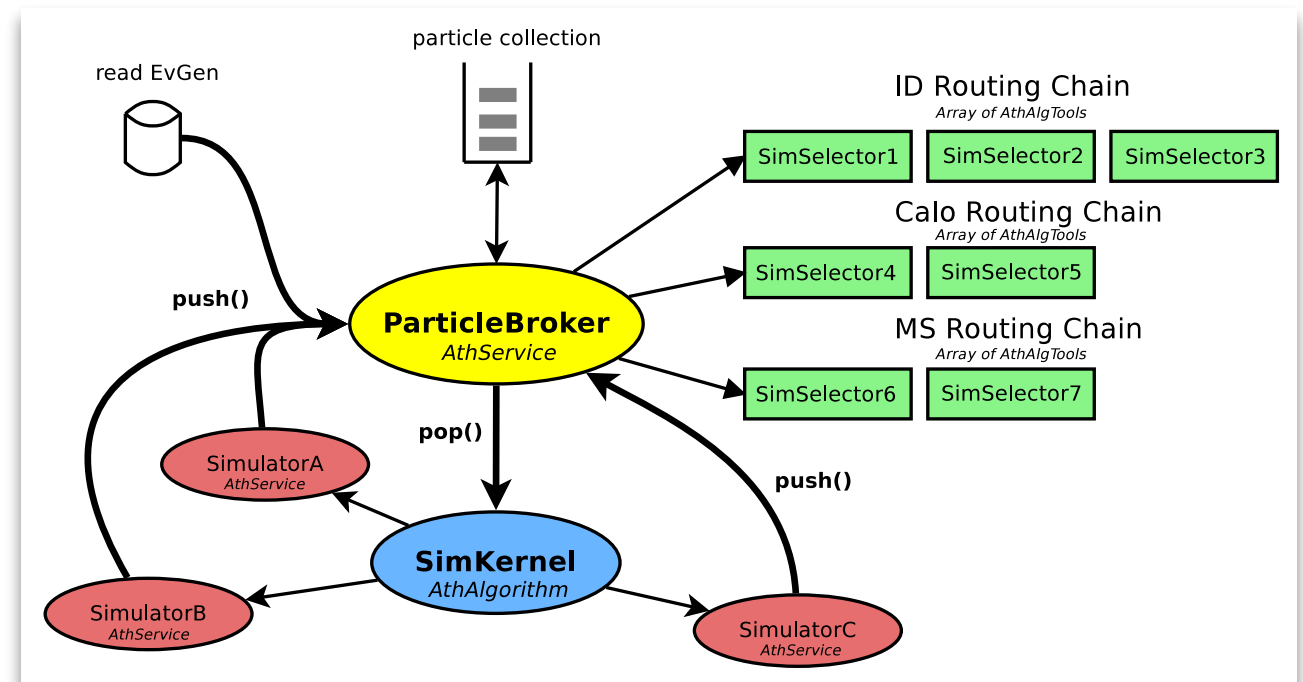 particle collection
read EvGen
ID Routing Chain
Array of AthAlgTools
SimSelector1
SimSelector2
SimSelector3
Calo Routing Chain
Array of AthAlgTools
SimSelector4
SimSelector5
push()
ParticleBroker
AthService
MS Routing Chain
Array of AthAlgTools
SimSelector6
SimSelector7
pop()
SimulatorA
AthService
push()
SimKernel
AthAlgorithm
SimulatorB
AthService
SimulatorC
AthService